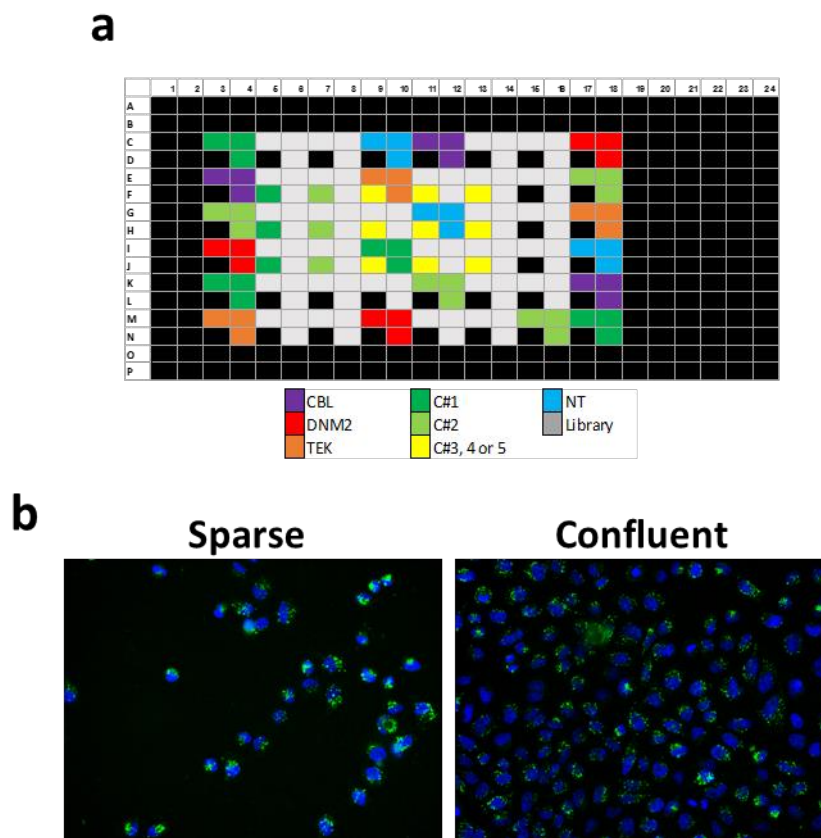 a
1 2 3 4 5 6 7 8 9 10 11 12 13 14 15 16 17 18 19 20 21 22 23 24
A
B
C
D
E
F
G
H
I
J
K
L
M
N
O
P
CBL C#1 NT
DNM2 C#2 Library
TEK C#3, 4 or 5
b
Sparse Confluent